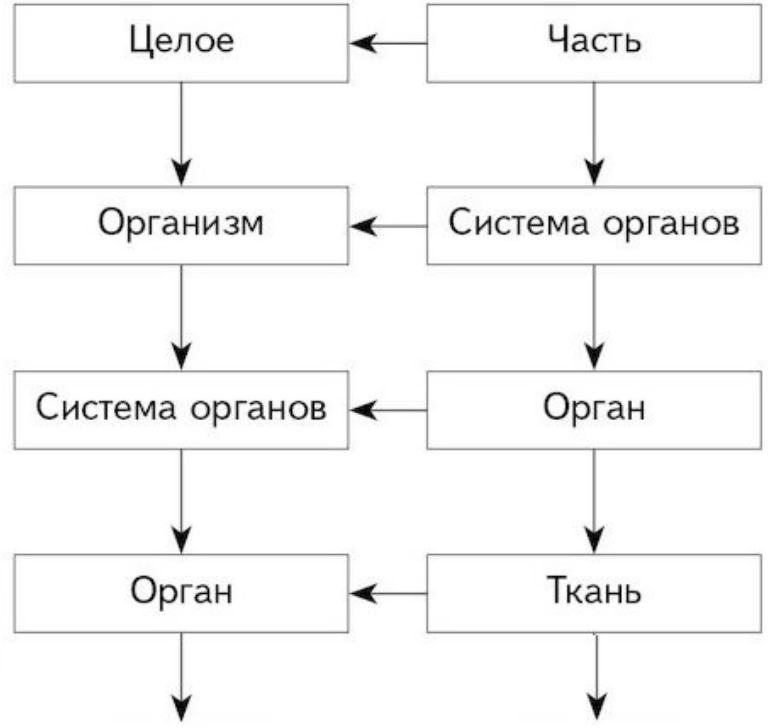 Целое
Часть
Организм
Система органов
Система органов
Орган
Орган
Ткань